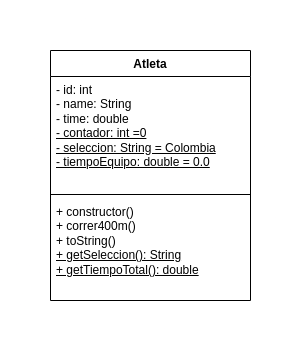 Atleta
- id: int
- name: String
- time: double
- contador: int =0
- seleccion: String = Colombia
- tiempoEquipo: double = 0.0
+ constructor()
+ correr400m()
+ toString()
+ getSeleccion(): String
+ getTiempoTotal(): double